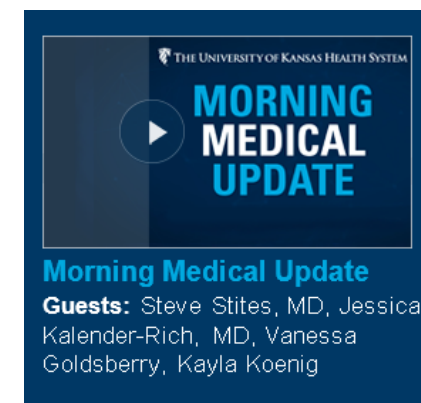 THE UNIVERSITY OF KANSAS HEALTH SYSTEM
MORNING
MEDICAL
UPDATE
Morning Medical Update
Guests: Steve Stites, MD, Jessica
Kalender-Rich, MD, Vanessa
Goldsberry, Kayla Koenig